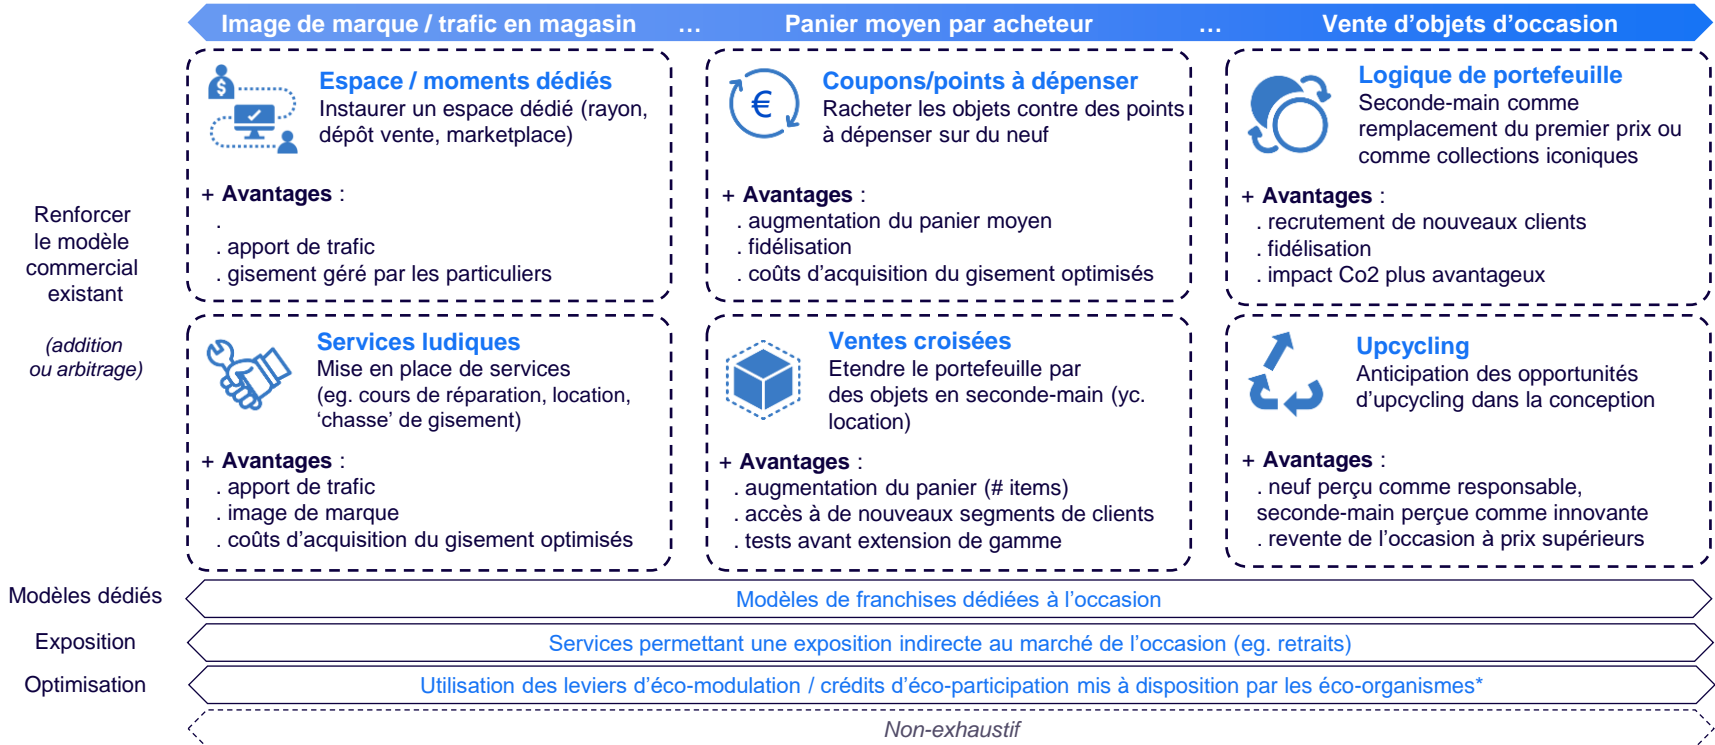 Image de marque / trafic en magasin … Panier moyen par acheteur … Vente d’objets d’occasion
Renforcer
le modèle
commercial
existant
(addition
ou arbitrage)
Espace / moments dédiés
Instaurer un espace dédié (rayon,
dépôt vente, marketplace)
+ Avantages :
.
. apport de trafic
. gisement géré par les particuliers
Coupons/points à dépenser
Racheter les objets contre des points
à dépenser sur du neuf
+ Avantages :
. augmentation du panier moyen
. fidélisation
. coûts d’acquisition du gisement optimisés
Logique de portefeuille
Seconde-main comme
remplacement du premier prix ou
comme collections iconiques
+ Avantages :
. recrutement de nouveaux clients
. fidélisation
. impact Co2 plus avantageux
Services ludiques
Mise en place de services
(eg. cours de réparation, location,
‘chasse’ de gisement)
+ Avantages :
. apport de trafic
. image de marque
. coûts d’acquisition du gisement optimisés
Ventes croisées
Etendre le portefeuille par
des objets en seconde-main (yc.
location)
+ Avantages :
. augmentation du panier (# items)
. accès à de nouveaux segments de clients
. tests avant extension de gamme
Upcycling
Anticipation des opportunités
d’upcycling dans la conception
+ Avantages :
. neuf perçu comme responsable,
seconde-main perçue comme innovante
. revente de l’occasion à prix supérieurs
Modèles dédiés
Modèles de franchises dédiées à l’occasion
Exposition
Services permettant une exposition indirecte au marché de l’occasion (eg. retraits)
Optimisation
Utilisation des leviers d’éco-modulation / crédits d’éco-participation mis à disposition par les éco-organismes*
Non-exhaustif